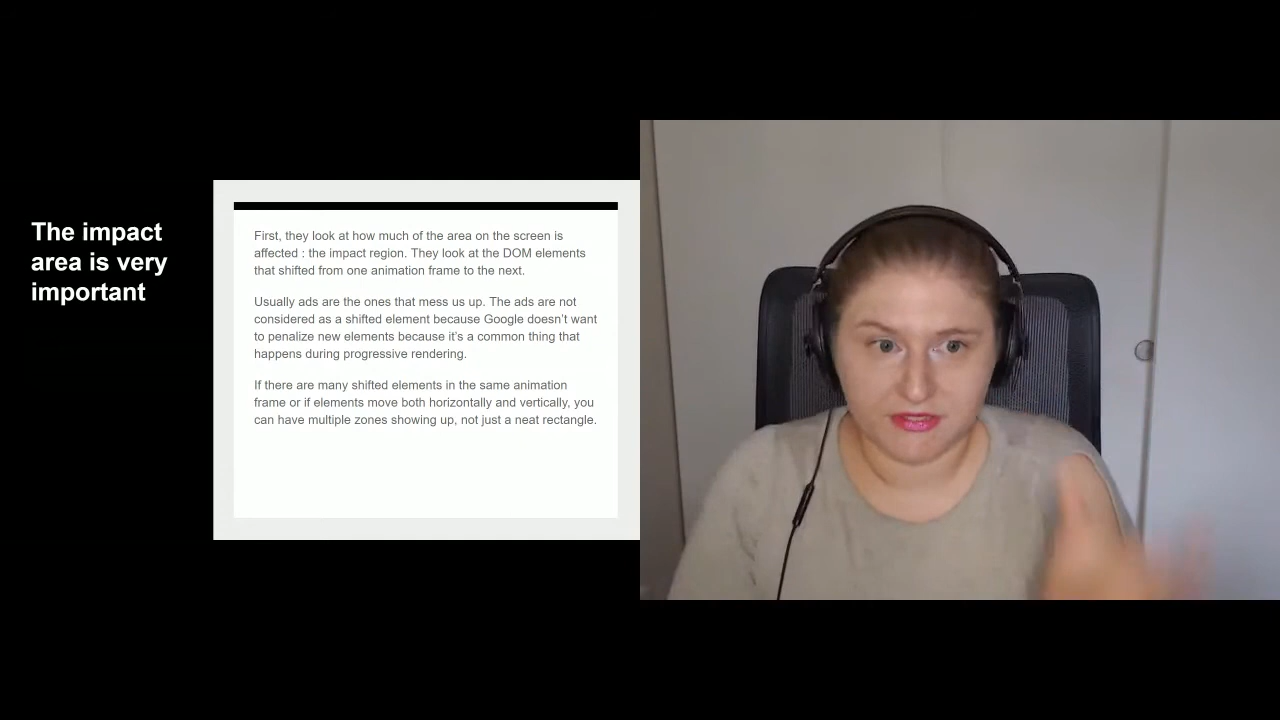 The impact
area is very
important
First, they look at how much of the area on the screen is
affected : the impact region. They look at the DOM elements
that shifted from one animation frame to the next.
Usually ads are the ones that mess us up. The ads are not
considered as a shifted element because Google doesn't want
to penalize new elements because it's a common thing that
happens during progressive rendering.
If there are many shifted elements in the same animation
frame or if elements move both horizontally and vertically, you
can have multiple zones showing up, not just a neat rectangle.